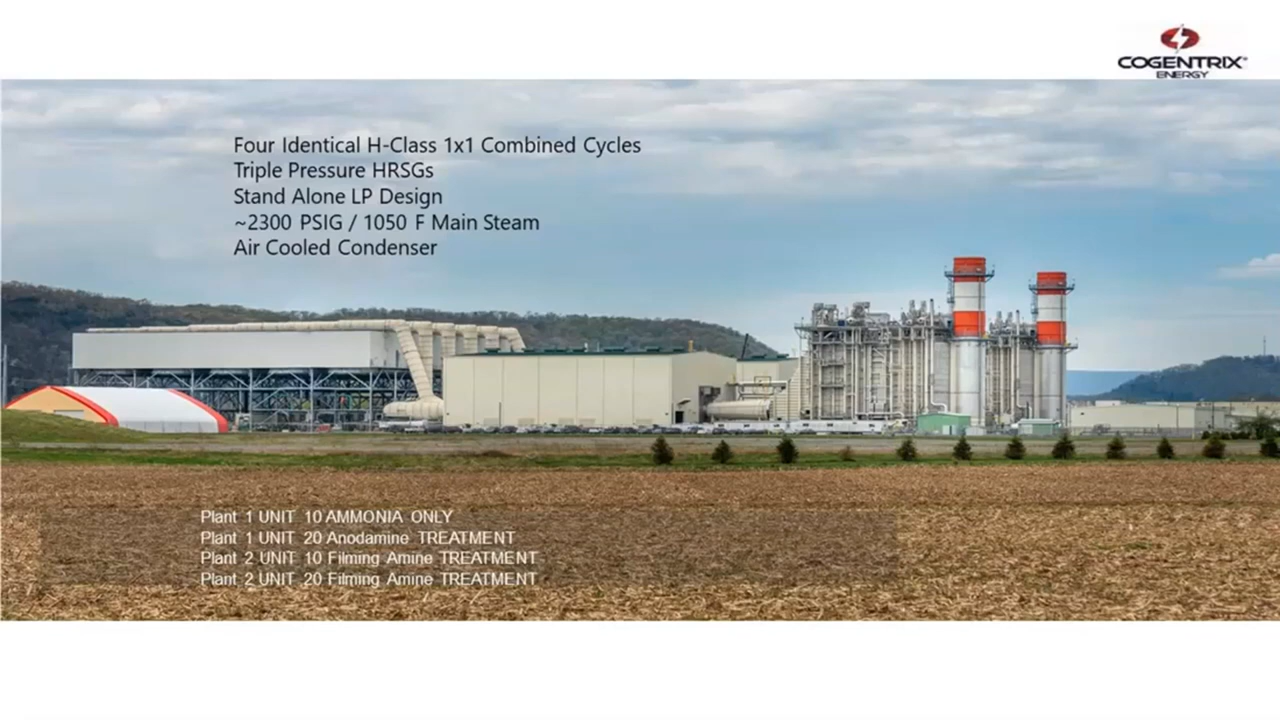 COGENTRIX®
ENERGY
Four Identical H-Class 1x1 Combined Cycles
Triple Pressure HRSGs
Stand Alone LP Design
~2300 PSIG / 1050 F Main Steam
Air Cooled Condenser
Plant 1 UNIT 10 AMMONIA ONLY
Plant 1 UNIT 20 Anodamine TREATMENT
Plant 2 UNIT 10 Filming Amine TREATMENT
Plant 2 UNIT 20 Filming Amine TREATMENT